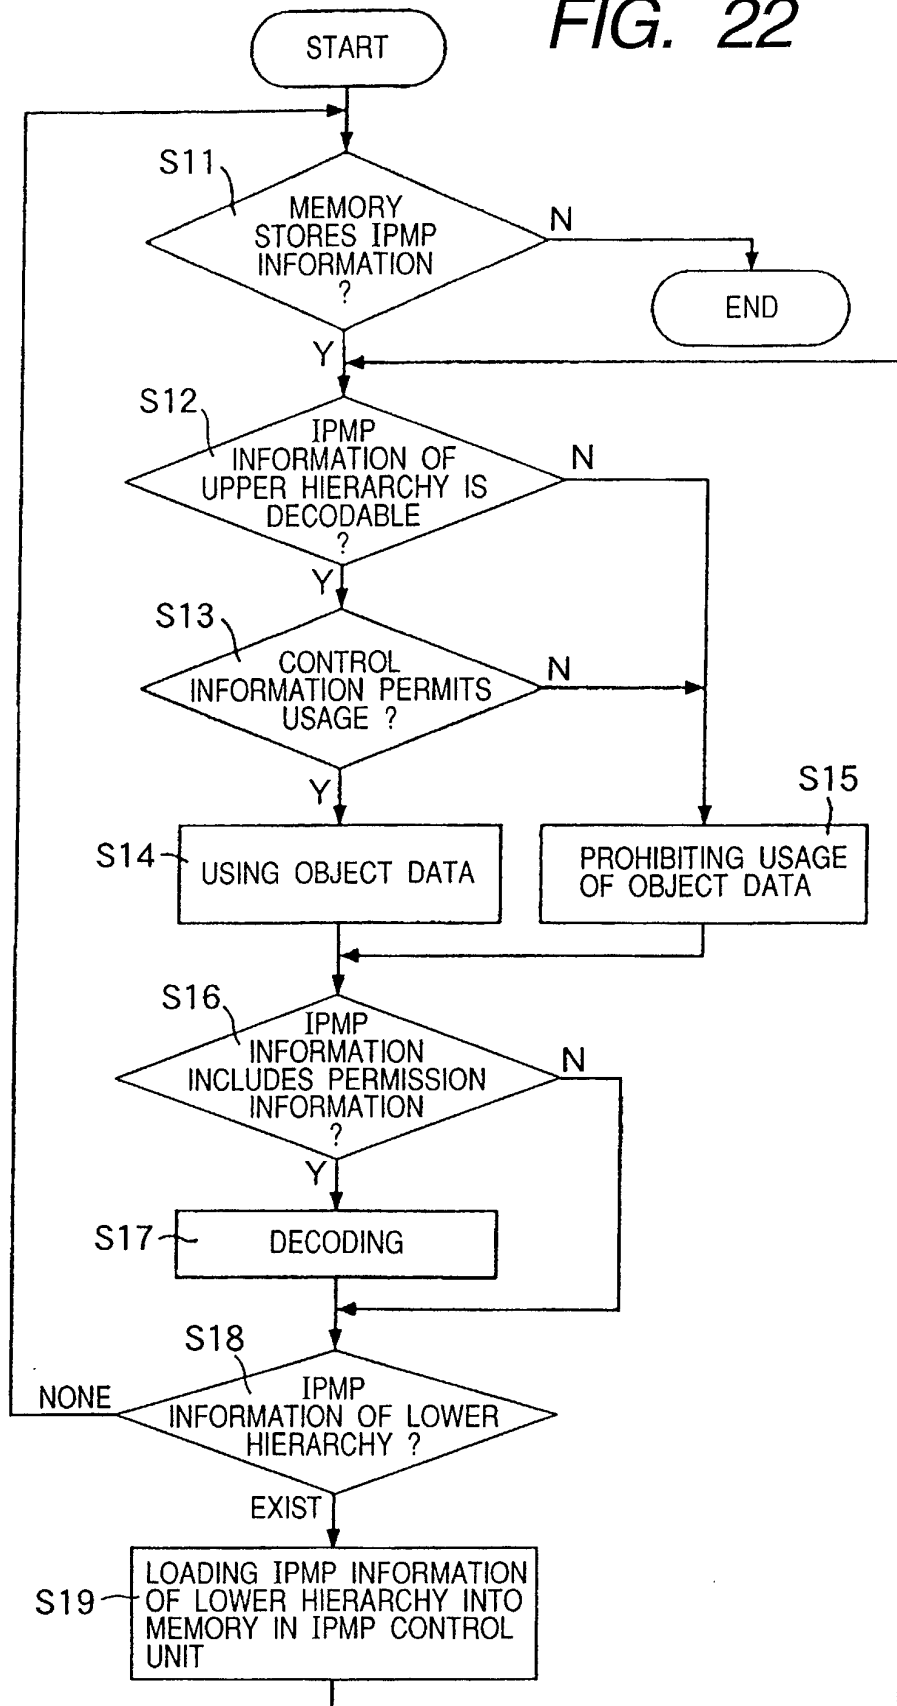 FIG. 22
START
S11
MEMORY
STORES IPMP
INFORMATION
?
N
END
Y
S12
IPMP
INFORMATION OF
UPPER HIERARCHY IS
DECODABLE
?
N
Y
S13
CONTROL
INFORMATION PERMITS
USAGE ?
N
Y
S14
USING OBJECT DATA
S15
PROHIBITING USAGE
OF OBJECT DATA
S16
IPMP
INFORMATION
INCLUDES PERMISSION
INFORMATION
?
N
Y
S17
DECODING
S18
IPMP
INFORMATION OF LOWER
HIERARCHY ?
NONE
EXIST
S19
LOADING IPMP INFORMATION
OF LOWER HIERARCHY INTO
MEMORY IN IPMP CONTROL
UNIT